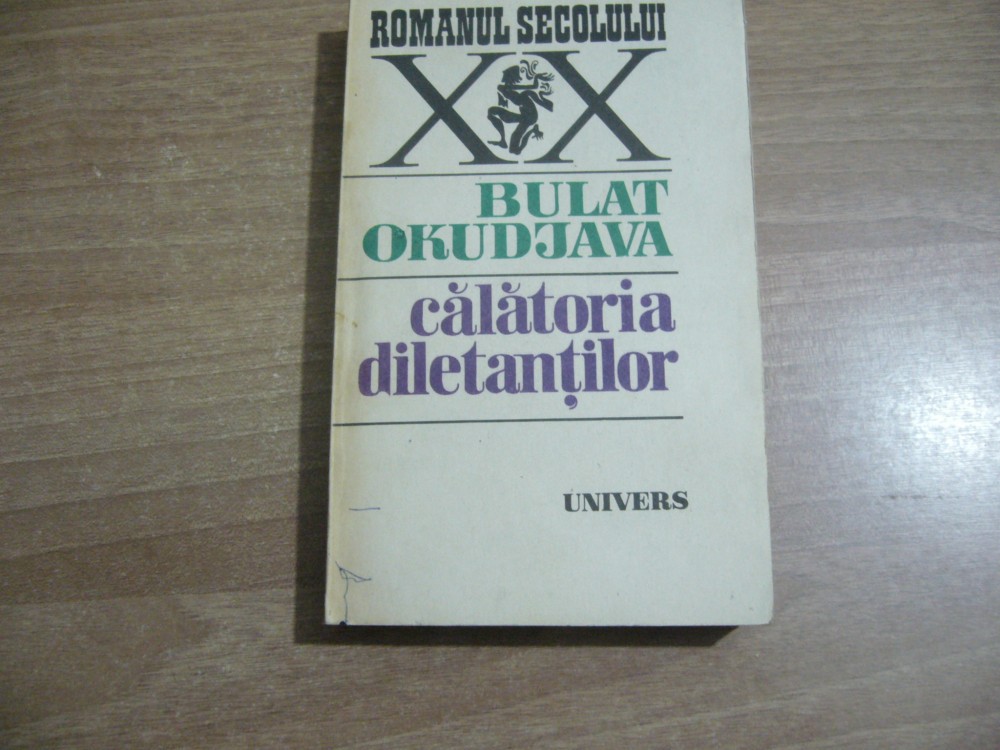 ROMANUL SECOLULUI
XX
BULAT
OKUDJAVA
călătoria
diletanților
UNIVERS